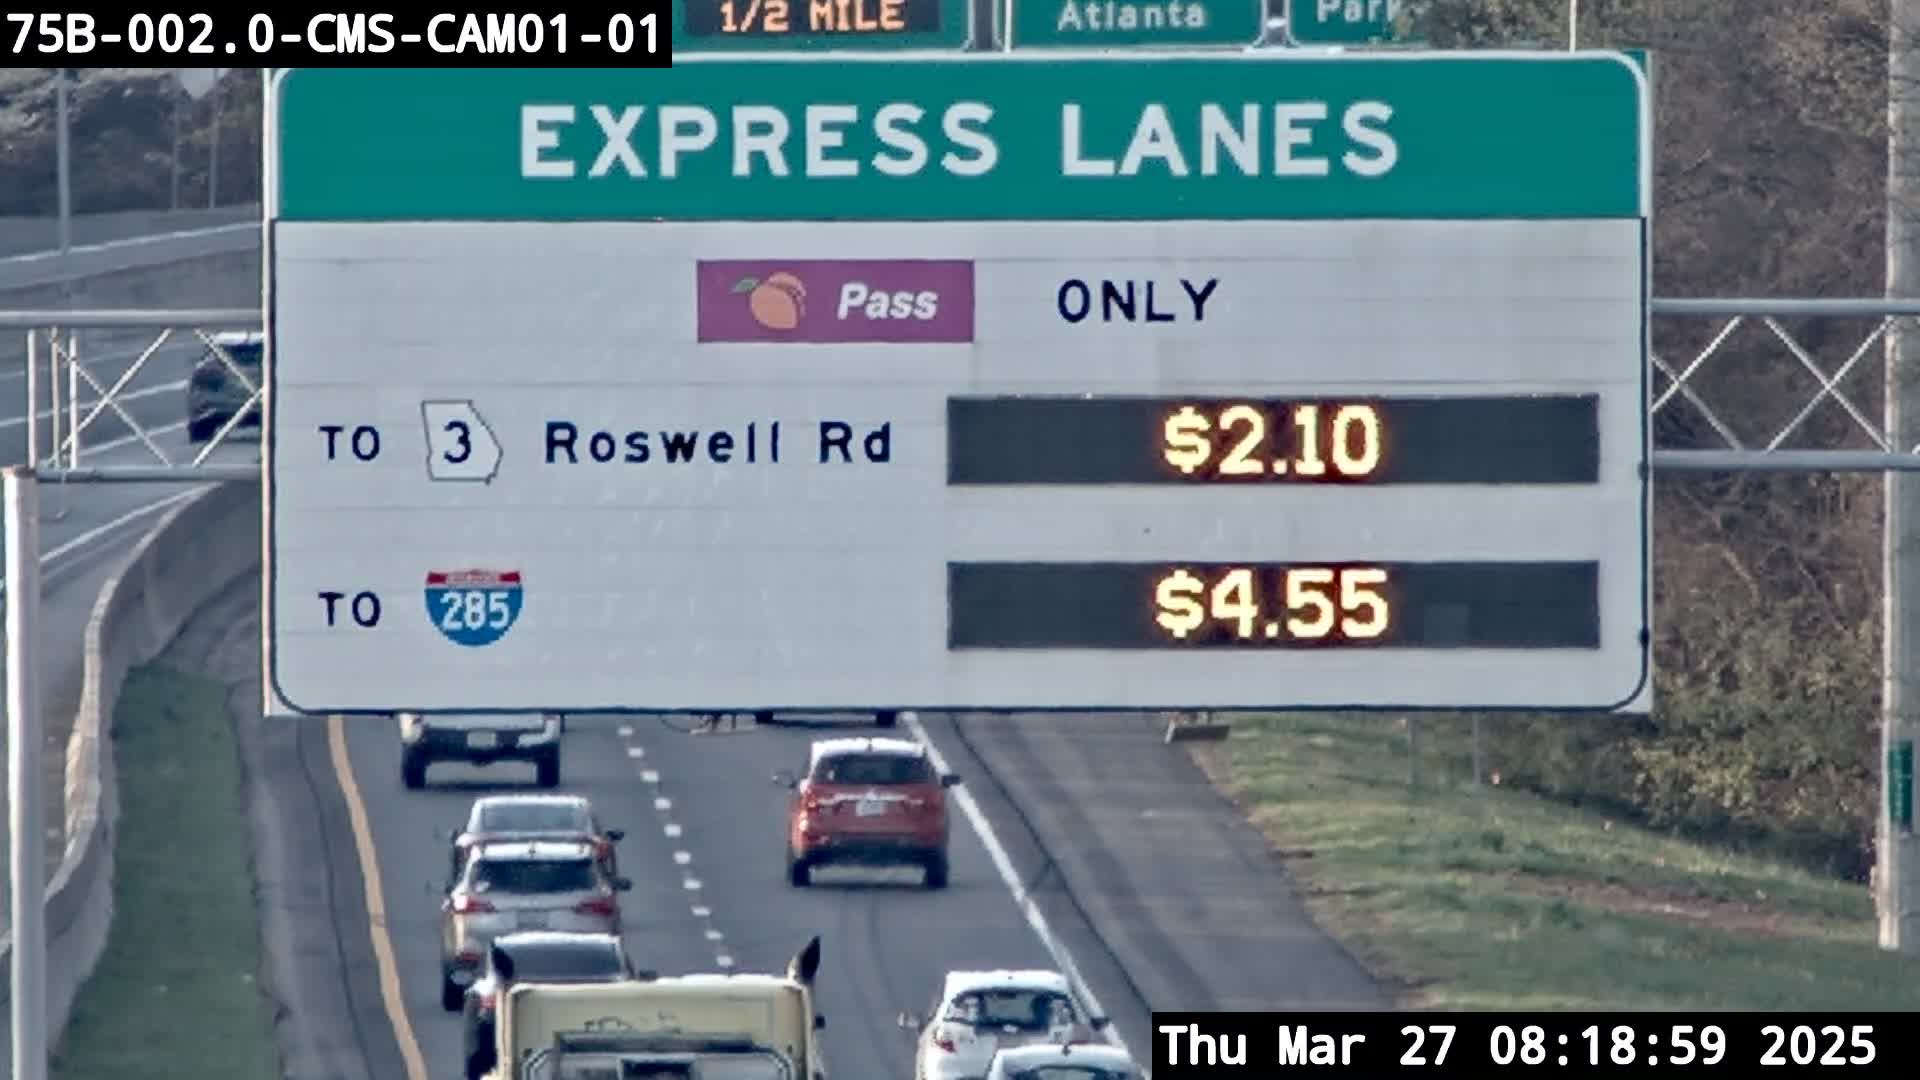 75B-002.0-CMS-CAM01-01
1/2 MILE
Atlanta
EXPRESS LANES
Pass ONLY
TO 3 Roswell Rd $2.10
TO 285 $4.55
Thu Mar 27 08:18:59 2025